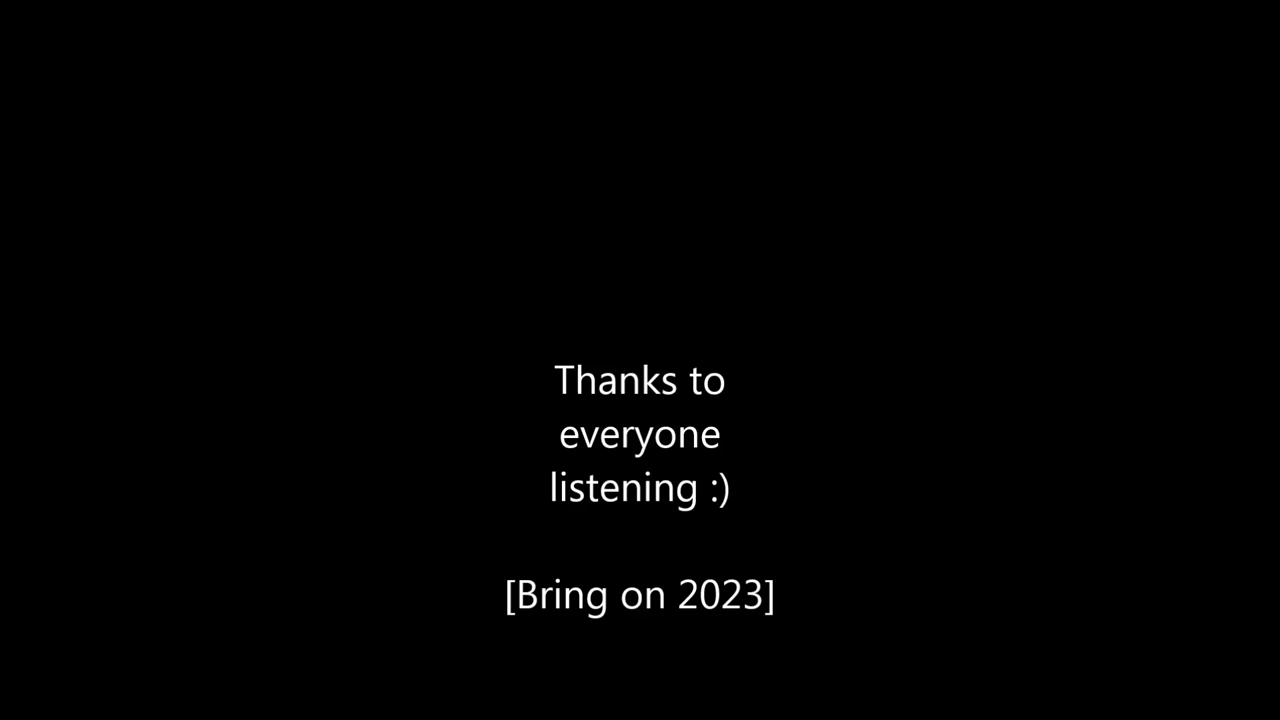 Thanks to
everyone
listening :)
[Bring on 2023]